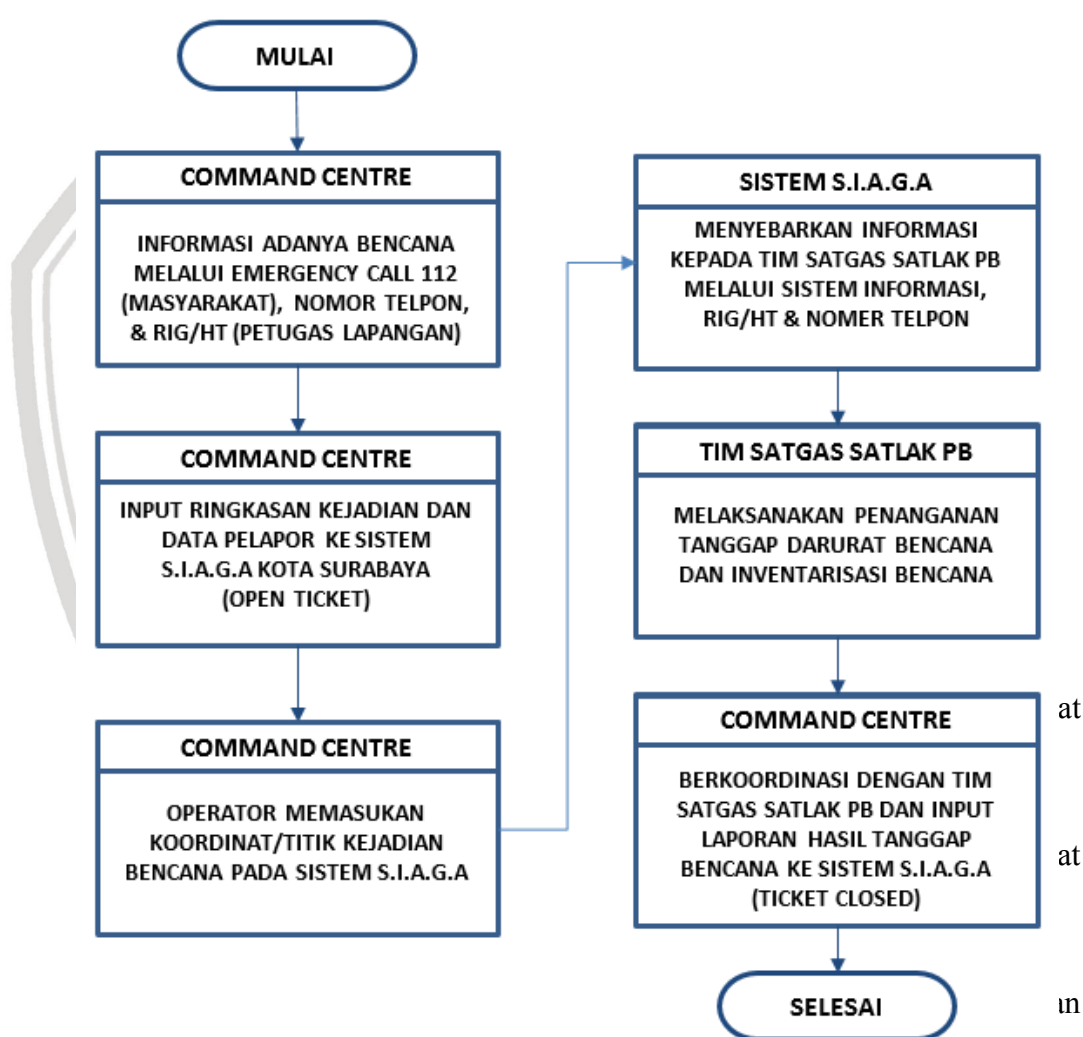 MULAI
COMMAND CENTRE
INFORMASI ADANYA BENCANA
MELALUI EMERGENCY CALL 112
(MASYARAKAT), NOMOR TELPON,
& RIG/HT (PETUGAS LAPANGAN)
COMMAND CENTRE
INPUT RINGKASAN KEJADIAN DAN
DATA PELAPOR KE SISTEM
S.I.A.G.A KOTA SURABAYA
(OPEN TICKET)
COMMAND CENTRE
OPERATOR MEMASUKAN
KOORDINAT/TITIK KEJADIAN
BENCANA PADA SISTEM S.I.A.G.A
SISTEM S.I.A.G.A
MENYEBARKAN INFORMASI
KEPADA TIM SATGAS SATLAK PB
MELALUI SISTEM INFORMASI,
RIG/HT & NOMER TELPON
TIM SATGAS SATLAK PB
MELAKSANAKAN PENANGANAN
TANGGAP DARURAT BENCANA
DAN INVENTARISASI BENCANA
COMMAND CENTRE
BERKOORDINASI DENGAN TIM
SATGAS SATLAK PB DAN INPUT
LAPORAN HASIL TANGGAP
BENCANA KE SISTEM S.I.A.G.A
(TICKET CLOSED)
SELESAI
at
at
an